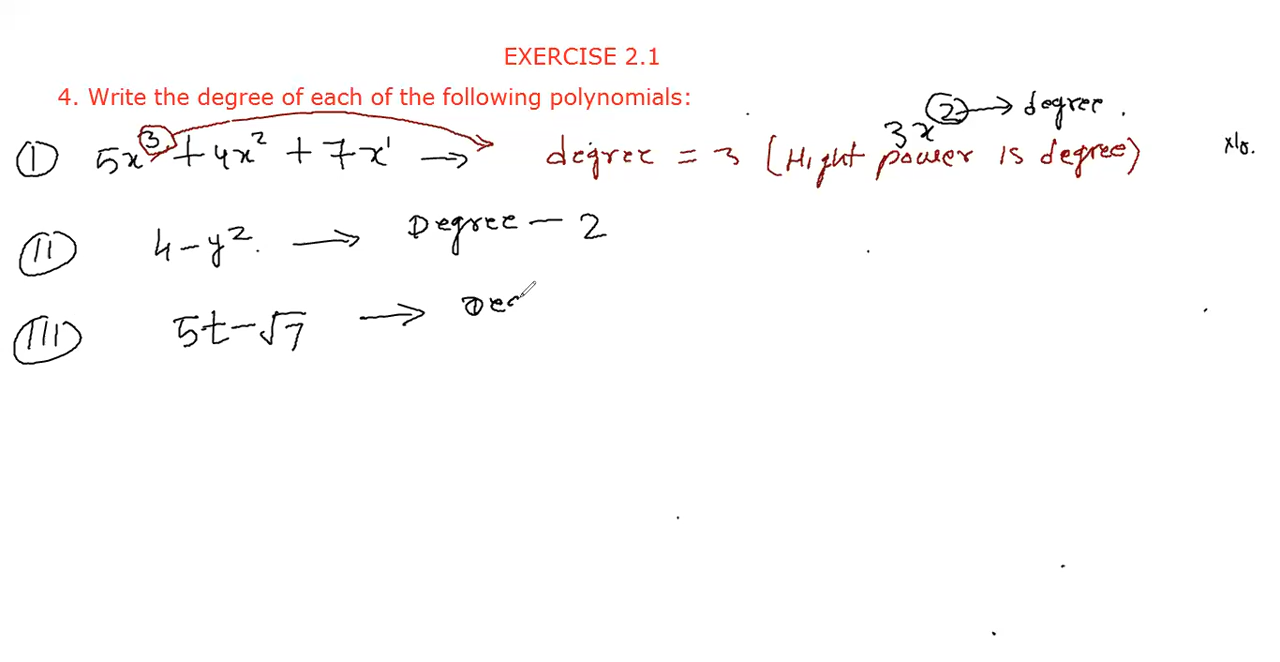 EXERCISE 2.1
4. Write the degree of each of the following polynomials:
3x² → degree.
I 5x³ + 4x² + 7x¹ → degree = 3 (Hight power is degree)
II 4 - y². → Degree - 2
III 5t - √7 → Deg